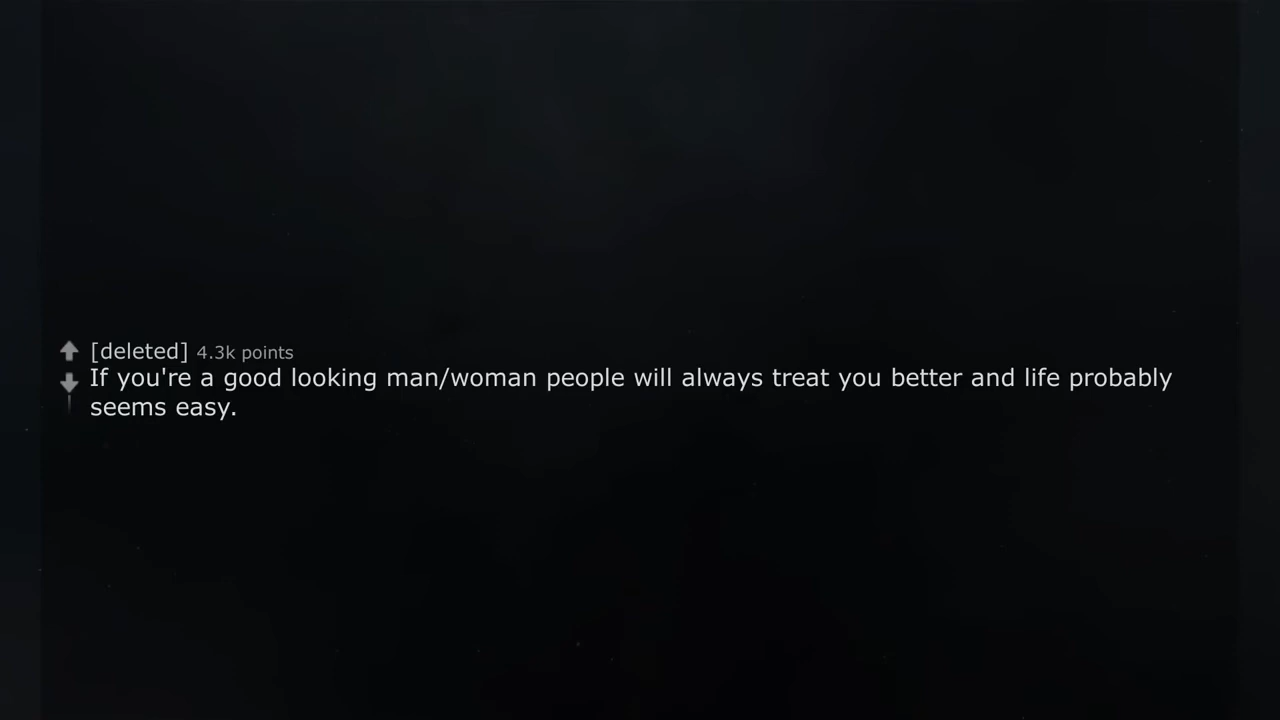 [deleted] 4.3k points
If you're a good looking man/woman people will always treat you better and life probably
seems easy.